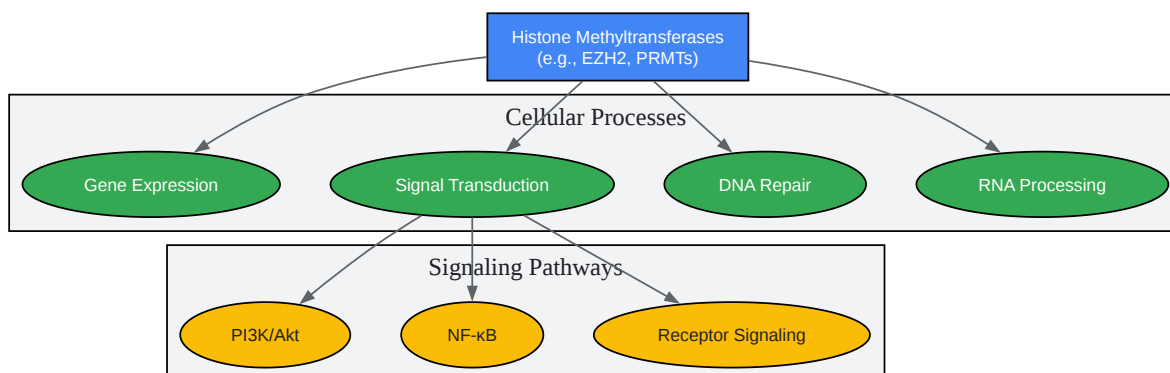 Histone Methyltransferases
(e.g., EZH2, PRMTs)
Cellular Processes
Gene Expression
Signal Transduction
DNA Repair
RNA Processing
Signaling Pathways
PI3K/Akt
NF-κB
Receptor Signaling